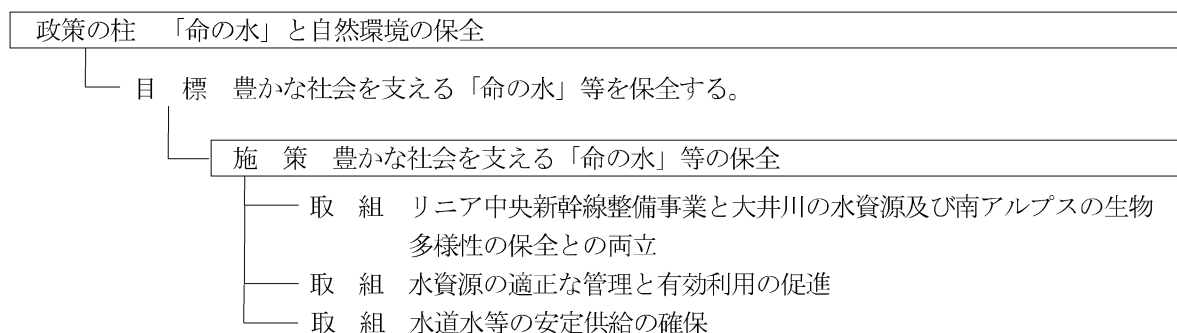 政策の柱　「命の水」と自然環境の保全
目　標　豊かな社会を支える「命の水」等を保全する。
施　策　豊かな社会を支える「命の水」等の保全
取　組　リニア中央新幹線整備事業と大井川の水資源及び南アルプスの生物
多様性の保全との両立
取　組　水資源の適正な管理と有効利用の促進
取　組　水道水等の安定供給の確保